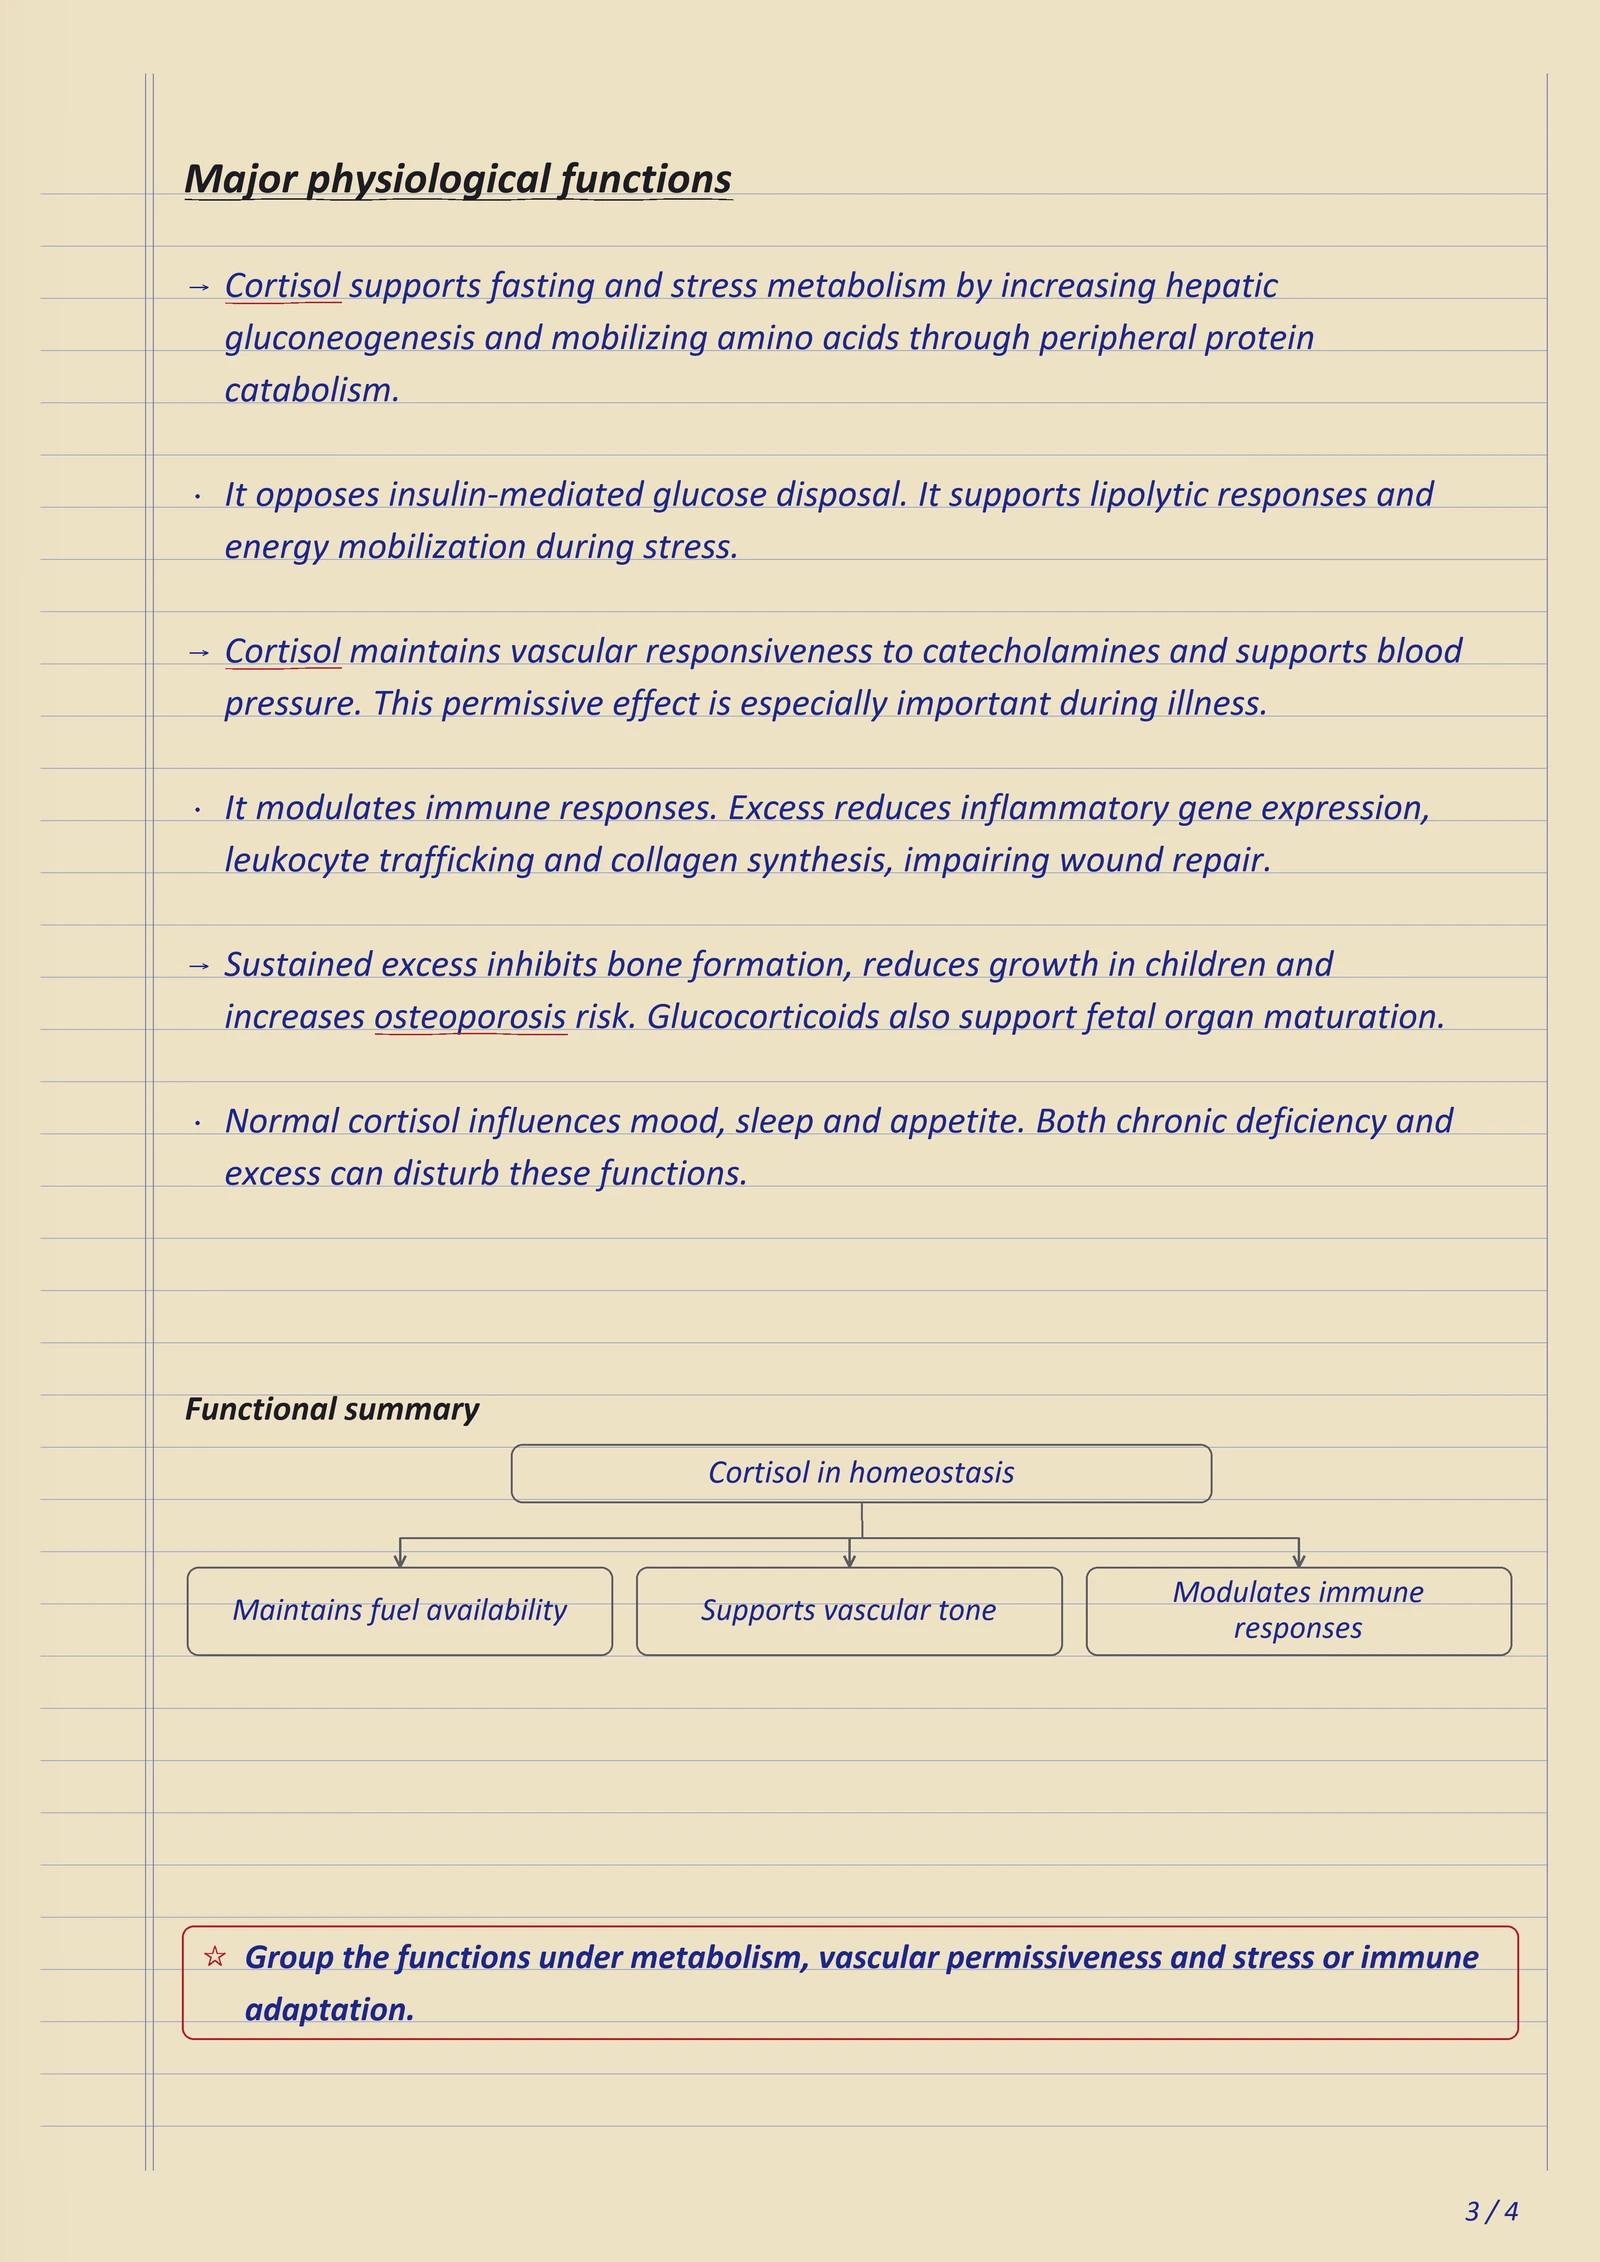 Major physiological functions
→ Cortisol supports fasting and stress metabolism by increasing hepatic
gluconeogenesis and mobilizing amino acids through peripheral protein
catabolism.
· It opposes insulin-mediated glucose disposal. It supports lipolytic responses and
energy mobilization during stress.
→ Cortisol maintains vascular responsiveness to catecholamines and supports blood
pressure. This permissive effect is especially important during illness.
· It modulates immune responses. Excess reduces inflammatory gene expression,
leukocyte trafficking and collagen synthesis, impairing wound repair.
→ Sustained excess inhibits bone formation, reduces growth in children and
increases osteoporosis risk. Glucocorticoids also support fetal organ maturation.
· Normal cortisol influences mood, sleep and appetite. Both chronic deficiency and
excess can disturb these functions.
Functional summary
Cortisol in homeostasis
Maintains fuel availability
Supports vascular tone
Modulates immune
responses
☆ Group the functions under metabolism, vascular permissiveness and stress or immune
adaptation.
3 / 4